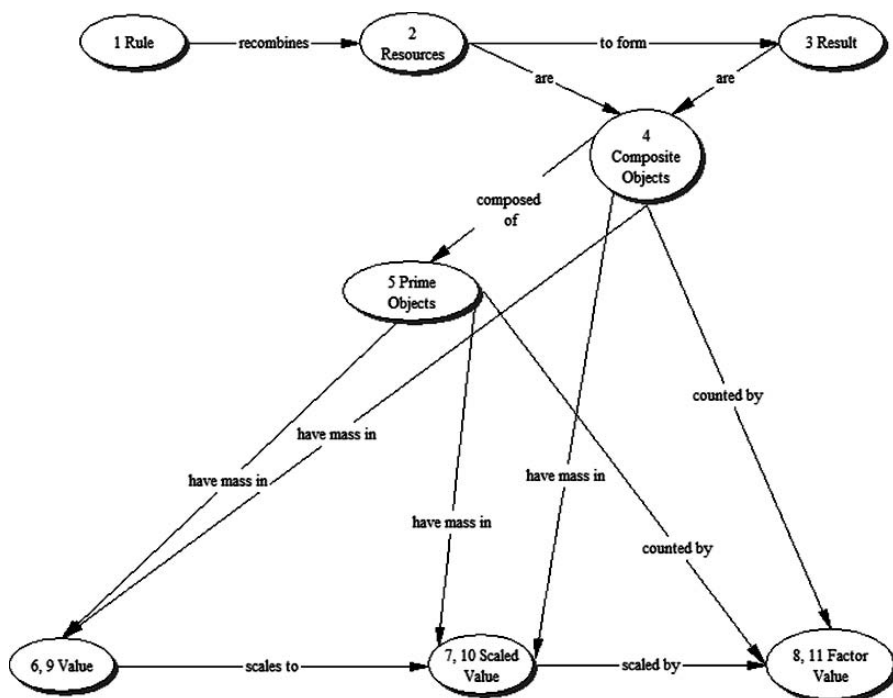 1 Rule
recombines
2
Resources
to form
3 Result
are
are
4
Composite
Objects
composed
of
5 Prime
Objects
counted by
have mass in
have mass in
have mass in
have mass in
counted by
6, 9 Value
scales to
7, 10 Scaled
Value
scaled by
8, 11 Factor
Value